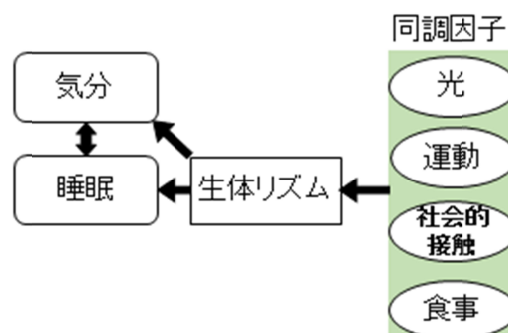 同調因子
気分
光
運動
睡眠
生体リズム
社会的
接触
食事